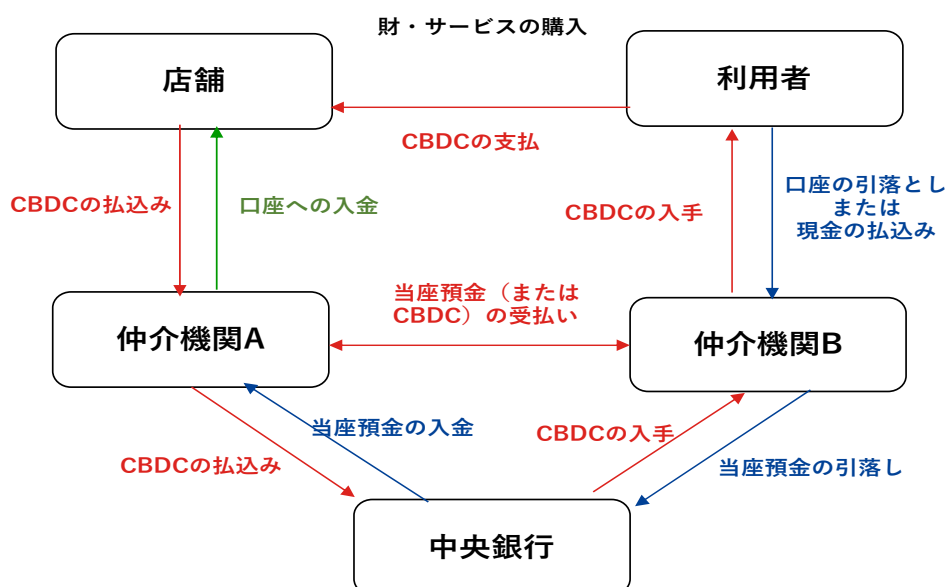 財・サービスの購入
店舗
利用者
CBDCの支払
CBDCの払込み
口座への入金
CBDCの入手
口座の引落とし
または
現金の払込み
当座預金（または
CBDC）の受払い
仲介機関A
仲介機関B
当座預金の入金
CBDCの払込み
CBDCの入手
当座預金の引落し
中央銀行